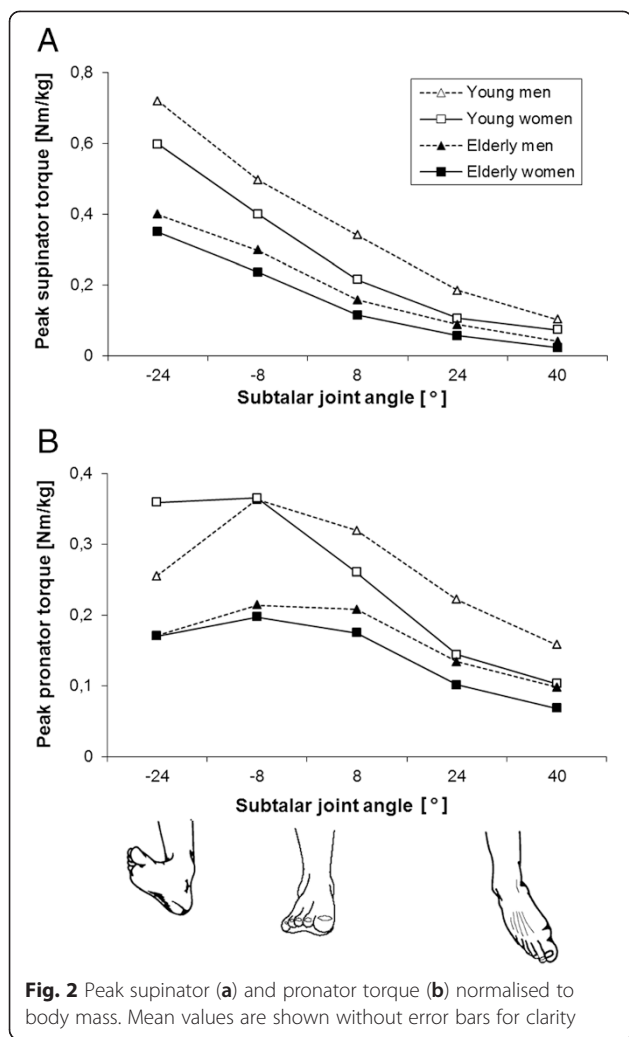 A
Peak supinator torque [Nm/kg]
0,8
0,6
0,4
0,2
0
Young men
Young women
Elderly men
Elderly women
-24 -8 8 24 40
Subtalar joint angle [°]
B
Peak pronator torque [Nm/kg]
0,4
0,3
0,2
0,1
0
-24 -8 8 24 40
Subtalar joint angle [°]
Fig. 2 Peak supinator (a) and pronator torque (b) normalised to
body mass. Mean values are shown without error bars for clarity